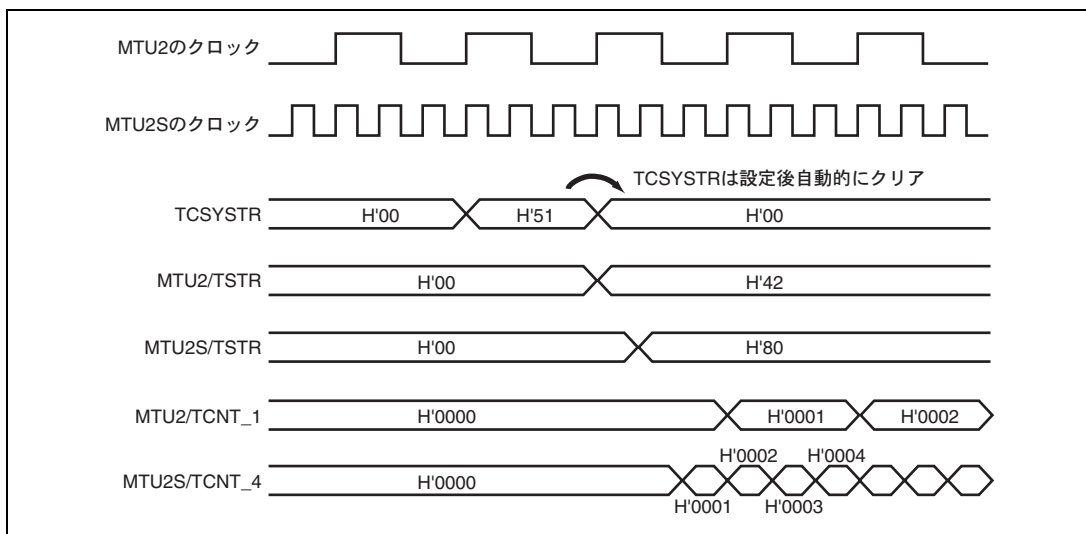 MTU2のクロック
MTU2Sのクロック
TCSYSTRは設定後自動的にクリア
TCSYSTR H'00 H'51 H'00
MTU2/TSTR H'00 H'42
MTU2S/TSTR H'00 H'80
MTU2/TCNT_1 H'0000 H'0001 H'0002
H'0002 H'0004
MTU2S/TCNT_4 H'0000
H'0001 H'0003